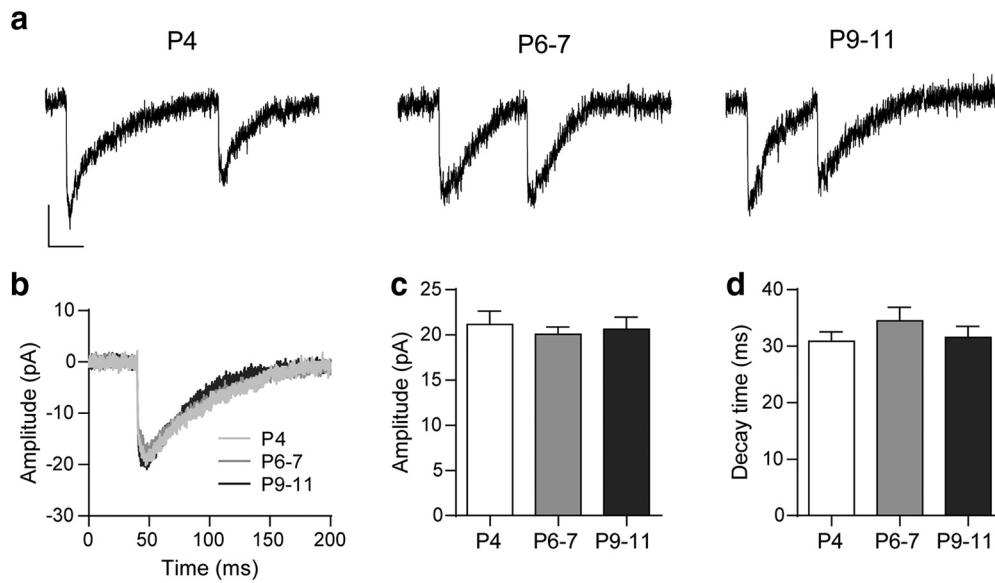 a
P4
P6-7
P9-11
b
Amplitude (pA)
10
0
-10
-20
-30
P4
P6-7
P9-11
0
50
100
150
200
Time (ms)
c
Amplitude (pA)
25
20
15
10
5
0
P4
P6-7
P9-11
d
Decay time (ms)
40
30
30
10
0
P4
P6-7
P9-11